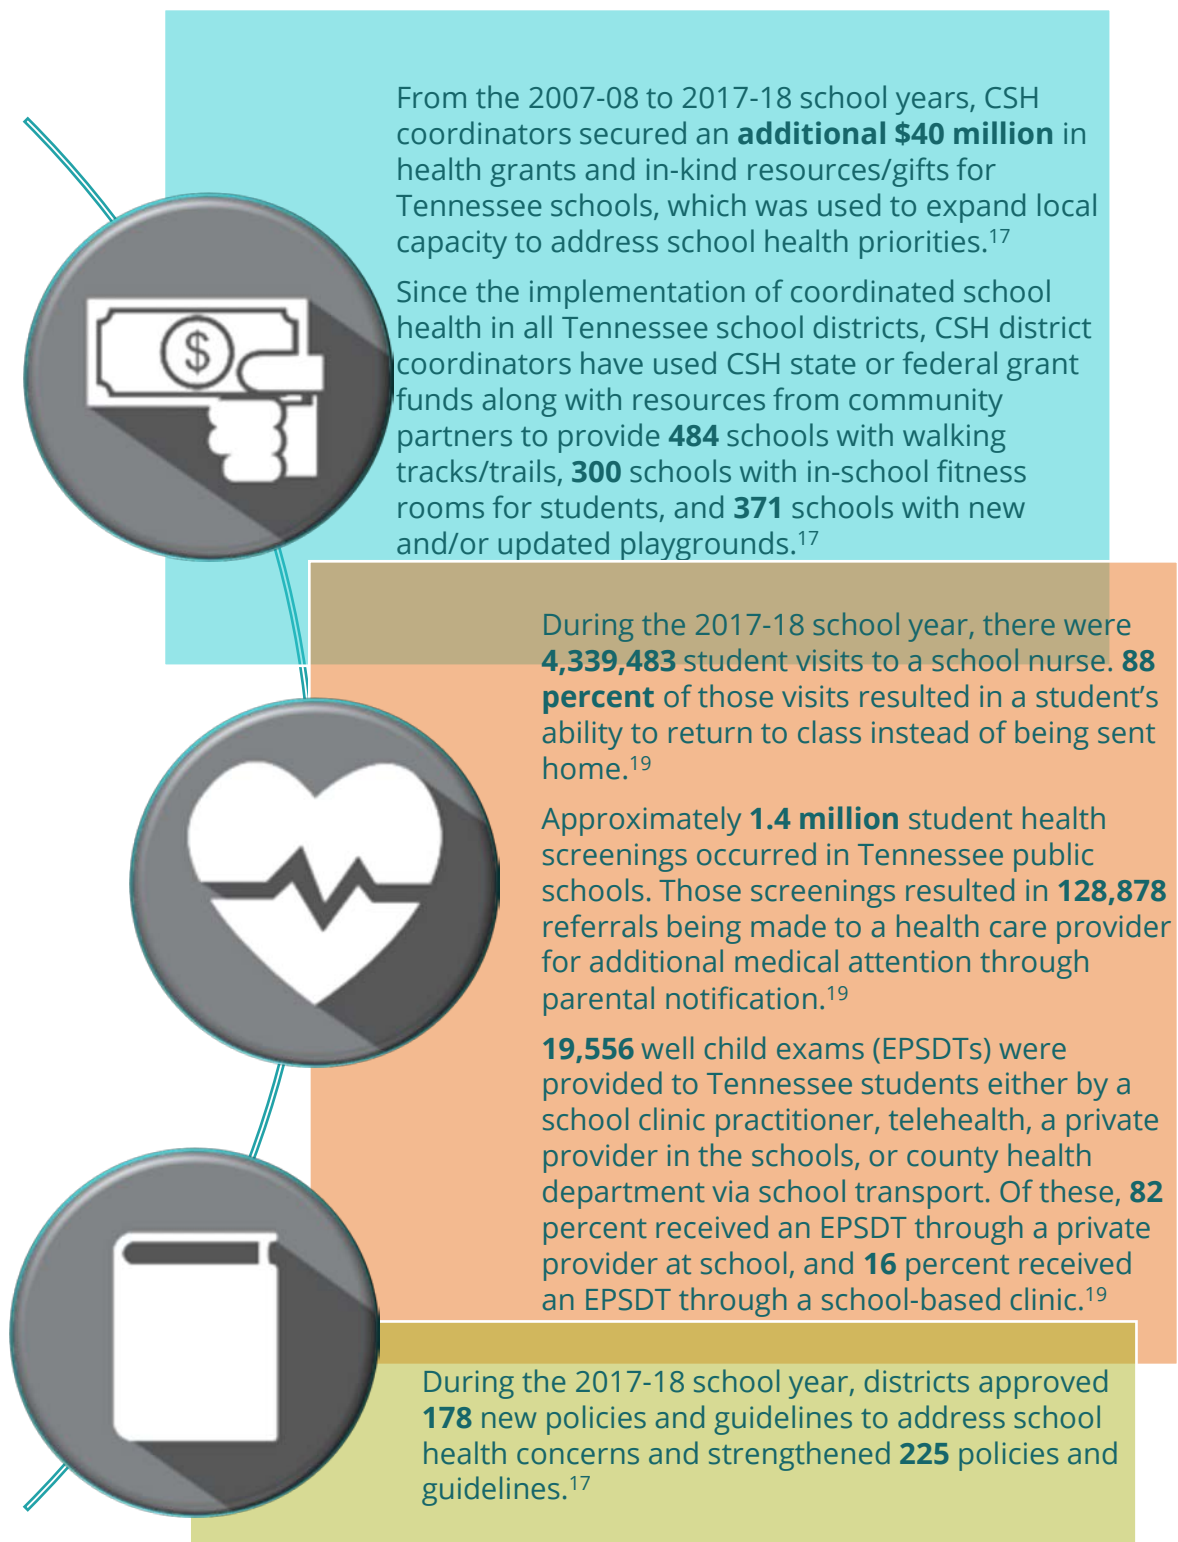 From the 2007-08 to 2017-18 school years, CSH
coordinators secured an additional $40 million in
health grants and in-kind resources/gifts for
Tennessee schools, which was used to expand local
capacity to address school health priorities.17
Since the implementation of coordinated school
health in all Tennessee school districts, CSH district
coordinators have used CSH state or federal grant
funds along with resources from community
partners to provide 484 schools with walking
tracks/trails, 300 schools with in-school fitness
rooms for students, and 371 schools with new
and/or updated playgrounds.17
$
During the 2017-18 school year, there were
4,339,483 student visits to a school nurse. 88
percent of those visits resulted in a student's
ability to return to class instead of being sent
home.19
Approximately 1.4 million student health
screenings occurred in Tennessee public
schools. Those screenings resulted in 128,878
referrals being made to a health care provider
for additional medical attention through
parental notification.19
19,556 well child exams (EPSDTs) were
provided to Tennessee students either by a
school clinic practitioner, telehealth, a private
provider in the schools, or county health
department via school transport. Of these, 82
percent received an EPSDT through a private
provider at school, and 16 percent received
an EPSDT through a school-based clinic.19
During the 2017-18 school year, districts approved
178 new policies and guidelines to address school
health concerns and strengthened 225 policies and
guidelines.17